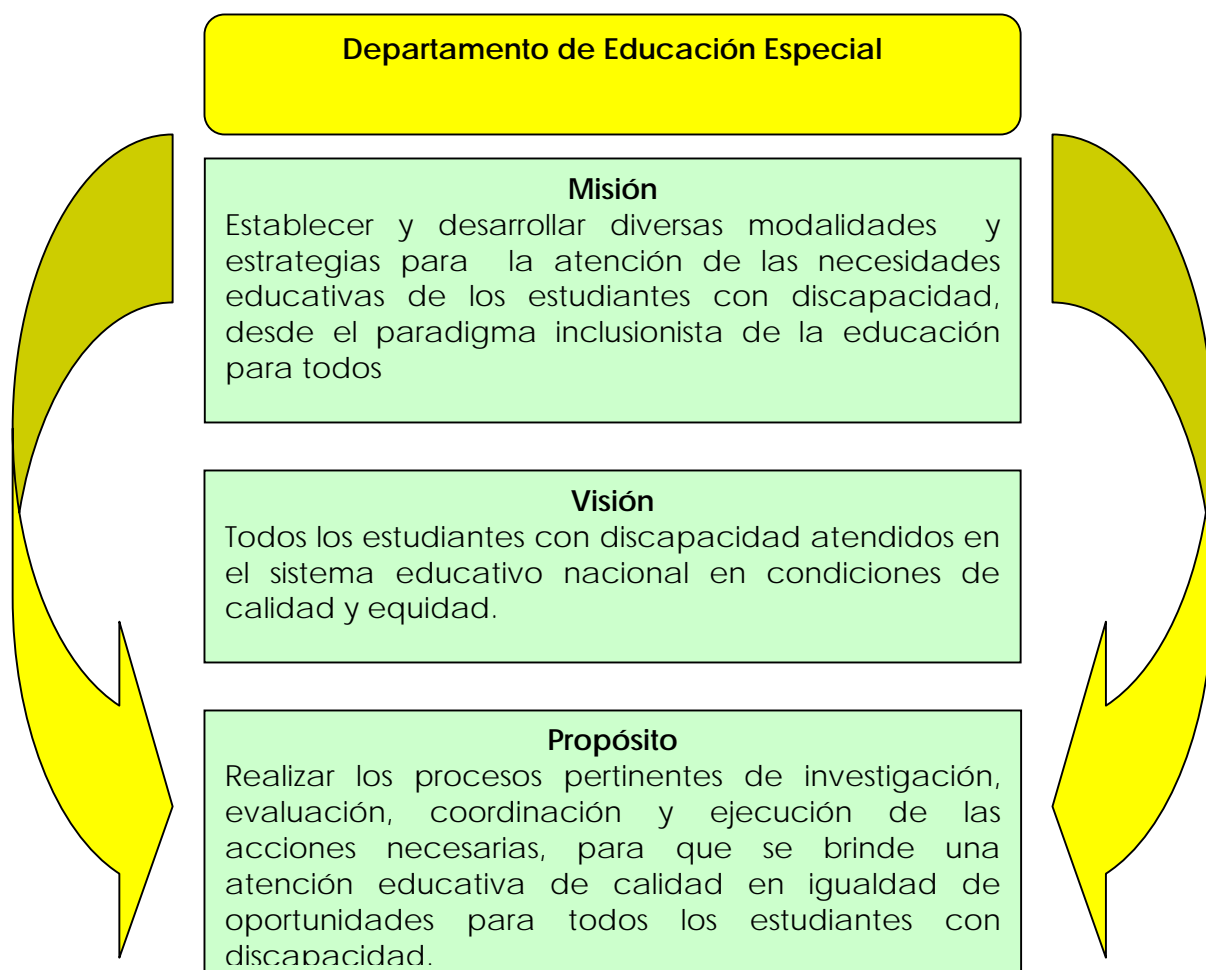 Departamento de Educación Especial
Misión
Establecer y desarrollar diversas modalidades y
estrategias para la atención de las necesidades
educativas de los estudiantes con discapacidad,
desde el paradigma inclusionista de la educación
para todos
Visión
Todos los estudiantes con discapacidad atendidos en
el sistema educativo nacional en condiciones de
calidad y equidad.
Propósito
Realizar los procesos pertinentes de investigación,
evaluación, coordinación y ejecución de las
acciones necesarias, para que se brinde una
atención educativa de calidad en igualdad de
oportunidades para todos los estudiantes con
discapacidad.